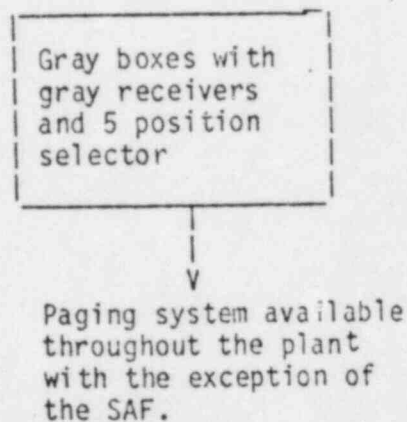 Gray boxes with
gray receivers
and 5 position
selector
V
Paging system available
throughout the plant
with the exception of
the SAF.